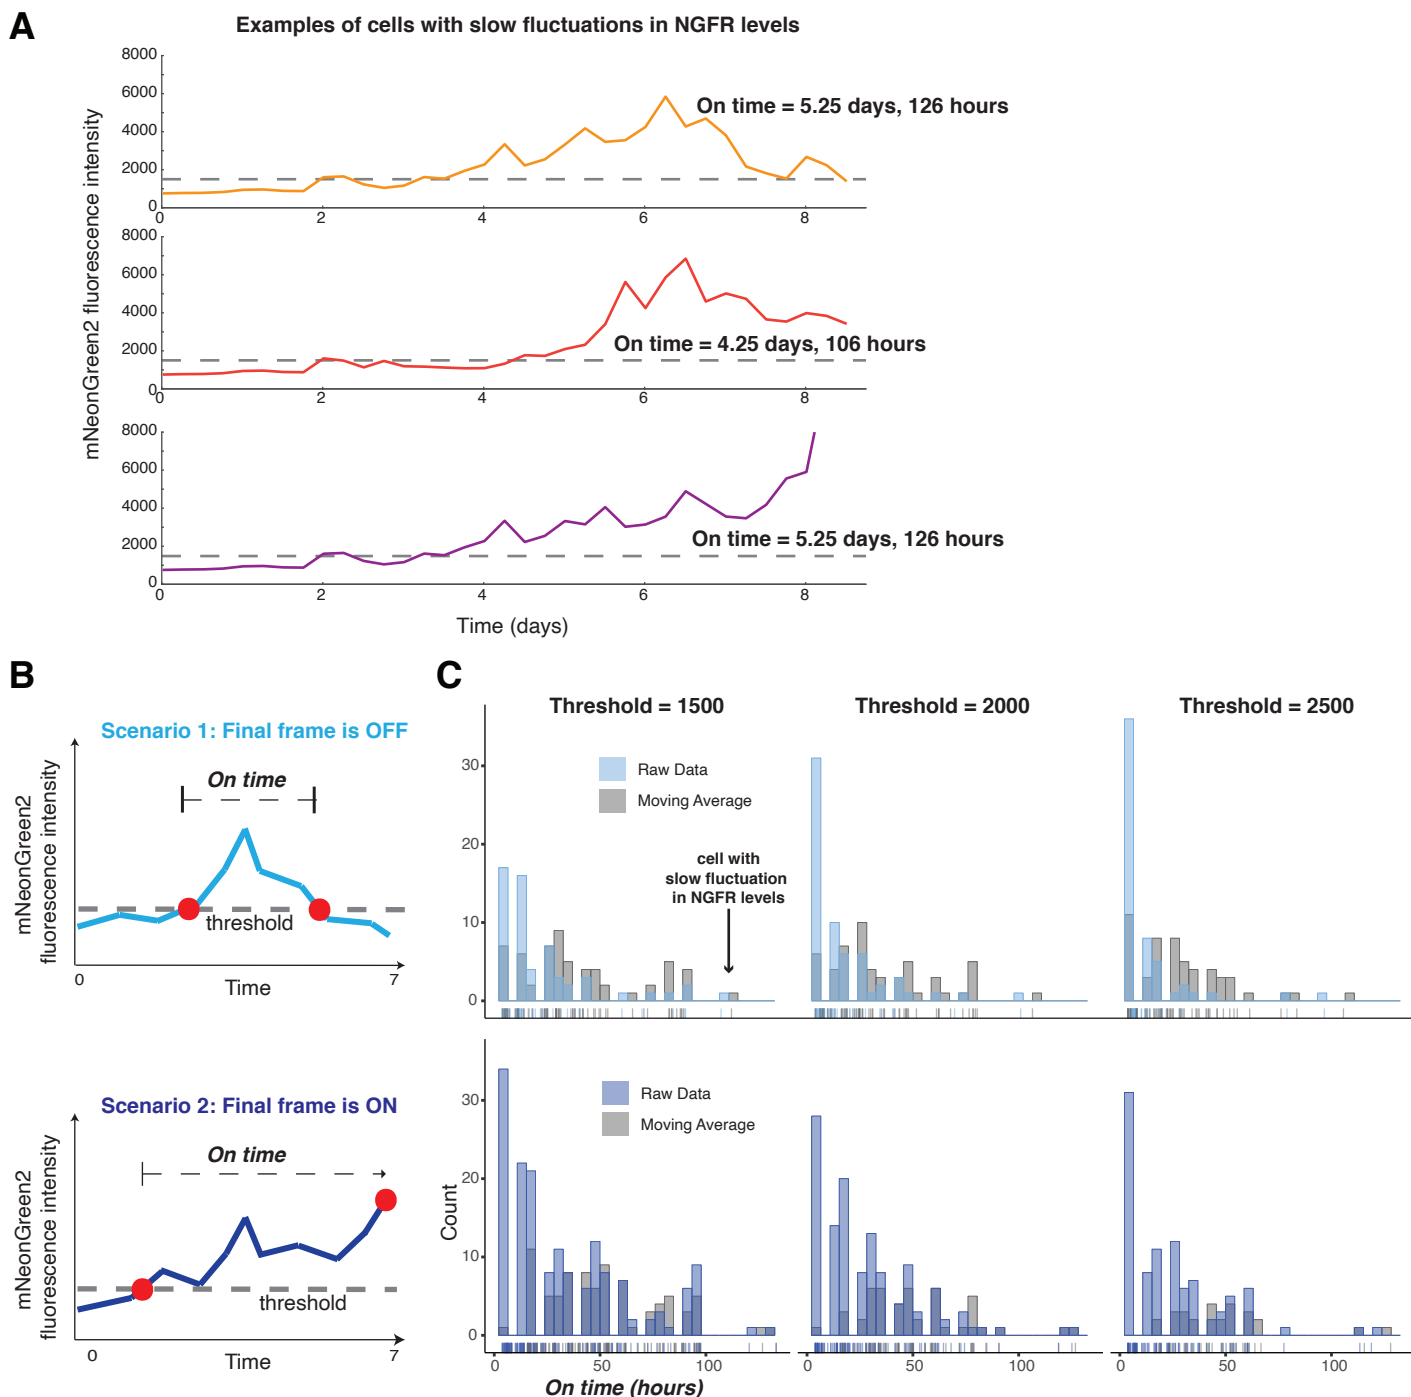 A
Examples of cells with slow fluctuations in NGFR levels
mNeonGreen2 fluorescence intensity
8000
6000
4000
2000
0
On time = 5.25 days, 126 hours
0 2 4 6 8
8000
6000
4000
2000
0
On time = 4.25 days, 106 hours
0 2 4 6 8
8000
6000
4000
2000
0
On time = 5.25 days, 126 hours
0 2 4 6 8
Time (days)
B
Scenario 1: Final frame is OFF
mNeonGreen2
fluorescence intensity
On time
threshold
0 7
Time
Scenario 2: Final frame is ON
mNeonGreen2
fluorescence intensity
On time
threshold
0 7
Time
C
Threshold = 1500 Threshold = 2000 Threshold = 2500
30
20
10
0
Raw Data
Moving Average
cell with
slow fluctuation
in NGFR levels
30
20
10
0
Count
Raw Data
Moving Average
0 50 100 0 50 100 0 50 100
On time (hours)